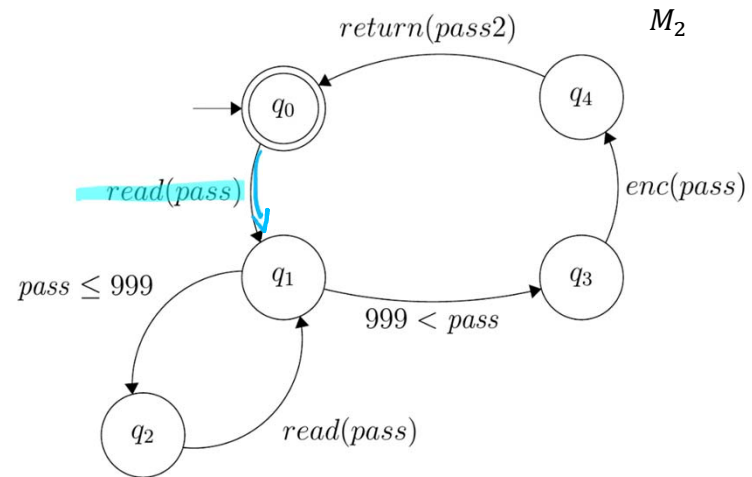 return(pass2)
M₂
q₀
q₄
read(pass)
enc(pass)
q₁
q₃
pass ≤ 999
999 < pass
q₂
read(pass)